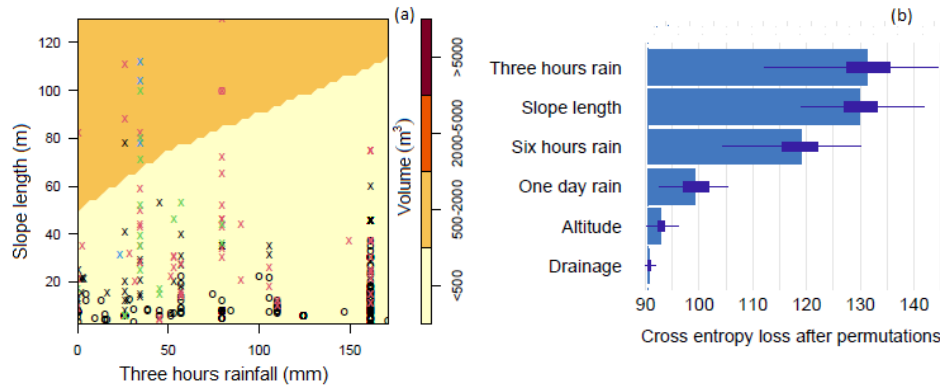 (a)
120
100
80
60
40
20
0
50
100
150
Slope length (m)
Three hours rainfall (mm)
Volume (m³)
>5000
2000-5000
500-2000
<500
(b)
Three hours rain
Slope length
Six hours rain
One day rain
Altitude
Drainage
90 100 110 120 130 140
Cross entropy loss after permutations